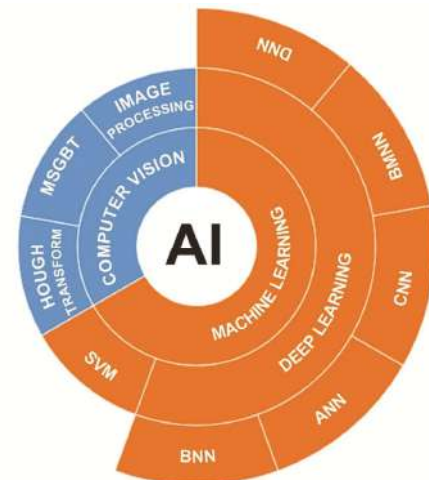 DNN
IMAGE
PROCESSING
BMNN
MSGBT
COMPUTER VISION
AI
HOUGH
TRANSFORM
MACHINE LEARNING
DEEP LEARNING
CNN
SVM
ANN
BNN